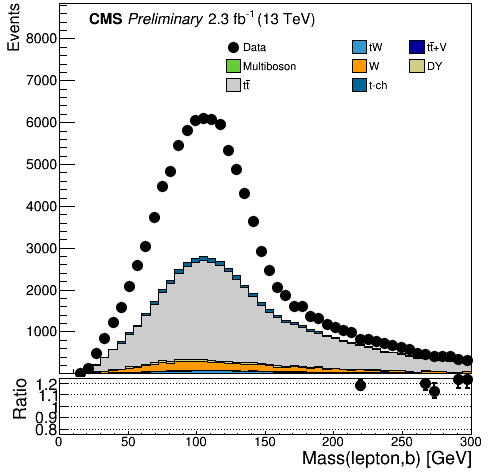 CMS Preliminary 2.3 fb⁻¹ (13 TeV)
Events
8000
7000
6000
5000
4000
3000
2000
1000
Data
Multiboson
tt̄
tW
W
t-ch
tt̄+V
DY
Ratio
1.2
1.1
1
0.9
0.8
0 50 100 150 200 250 300
Mass(lepton,b) [GeV]